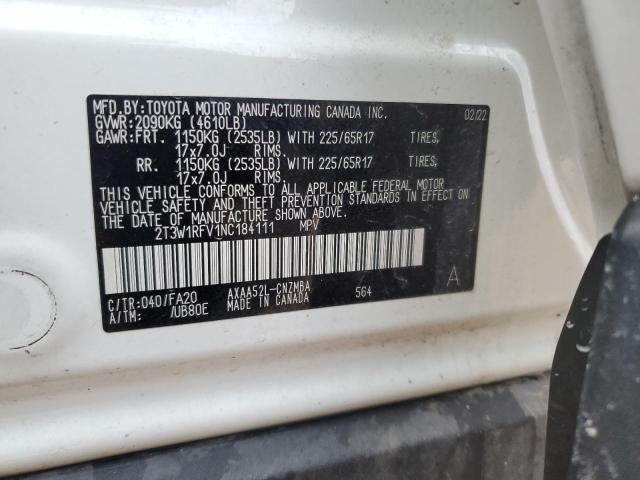 MFD.BY:TOYOTA MOTOR MANUFACTURING CANADA INC. 02/22
GVWR:2090KG (4610LB)
GAWR:FRT. 1150KG (2535LB) WITH 225/65R17 TIRES,
17x7.0J RIMS.
RR. 1150KG (2535LB) WITH 225/65R17 TIRES,
17x7.0J RIMS.
THIS VEHICLE CONFORMS TO ALL APPLICABLE FEDERAL MOTOR
VEHICLE SAFETY AND THEFT PREVENTION STANDARDS IN EFFECT ON
THE DATE OF MANUFACTURE SHOWN ABOVE.
2T3W1RFV1NC184111 MPV
A
C/TR:040/FA20 AXAA52L-CNZMBA 564
A/TM: /UB80E MADE IN CANADA